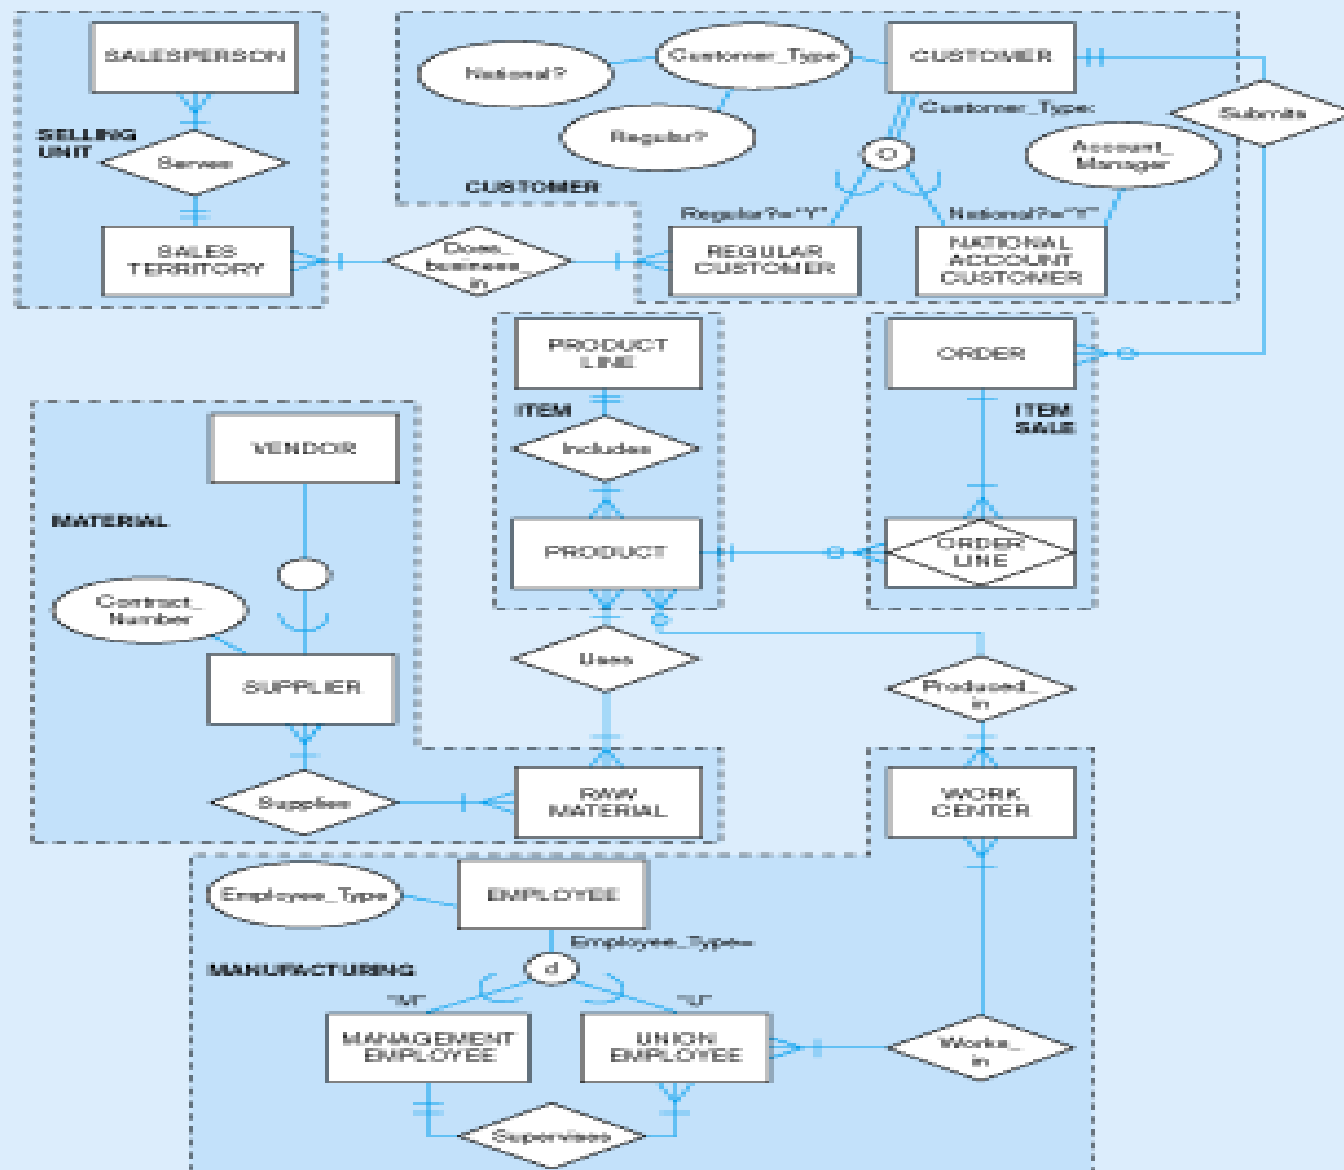 SALESPERSON
SELLING
UNIT
Serves
SALES
TERRITORY
National?
Customer_Type
Regular?
CUSTOMER
CUSTOMER
Customer_Type:
Account_
Manager
Submits
O
Regular?="Y"
National?="Y"
Does_
business_
in
REGULAR
CUSTOMER
NATIONAL
ACCOUNT
CUSTOMER
PRODUCT
LINE
ITEM
Includes
PRODUCT
ORDER
ITEM
SALE
ORDER
LINE
VENDOR
MATERIAL
Contract_
Number
SUPPLIER
Supplies
Uses
RAW
MATERIAL
Produced_
in
WORK
CENTER
Employee_Type
EMPLOYEE
Employee_Type=
MANUFACTURING
d
"M"
"U"
MANAGEMENT
EMPLOYEE
UNION
EMPLOYEE
Works_
in
Supervises